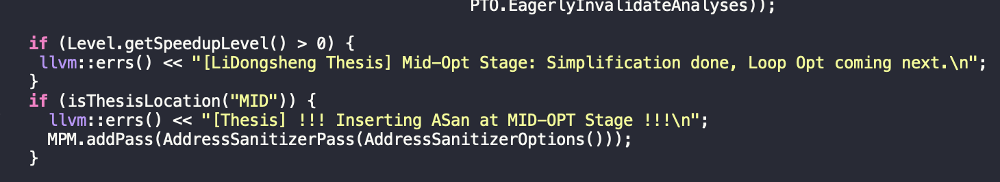 PTO.EagerlyInvalidateAnalyses));
if (Level.getSpeedupLevel() > 0) {
llvm::errs() << "[LiDongsheng Thesis] Mid-Opt Stage: Simplification done, Loop Opt coming next.\n";
}
if (isThesisLocation("MID")) {
llvm::errs() << "[Thesis] !!! Inserting ASan at MID-OPT Stage !!!\n";
MPM.addPass(AddressSanitizerPass(AddressSanitizerOptions()));
}